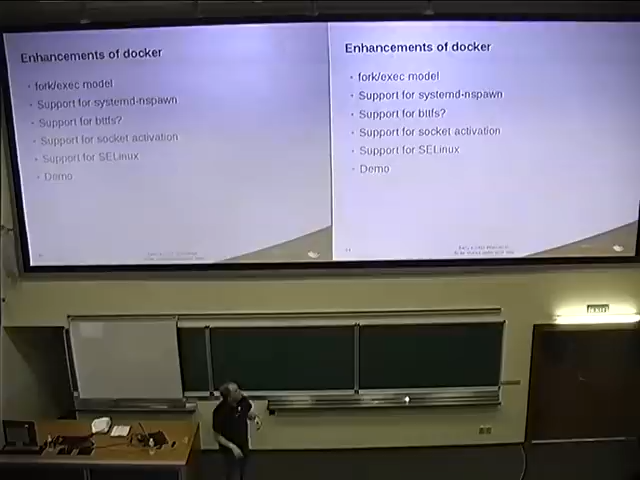 Enhancements of docker
• fork/exec model
• Support for systemd-nspawn
• Support for bttfs?
• Support for socket activation
• Support for SELinux
• Demo
Enhancements of docker
• fork/exec model
• Support for systemd-nspawn
• Support for bttfs?
• Support for socket activation
• Support for SELinux
• Demo